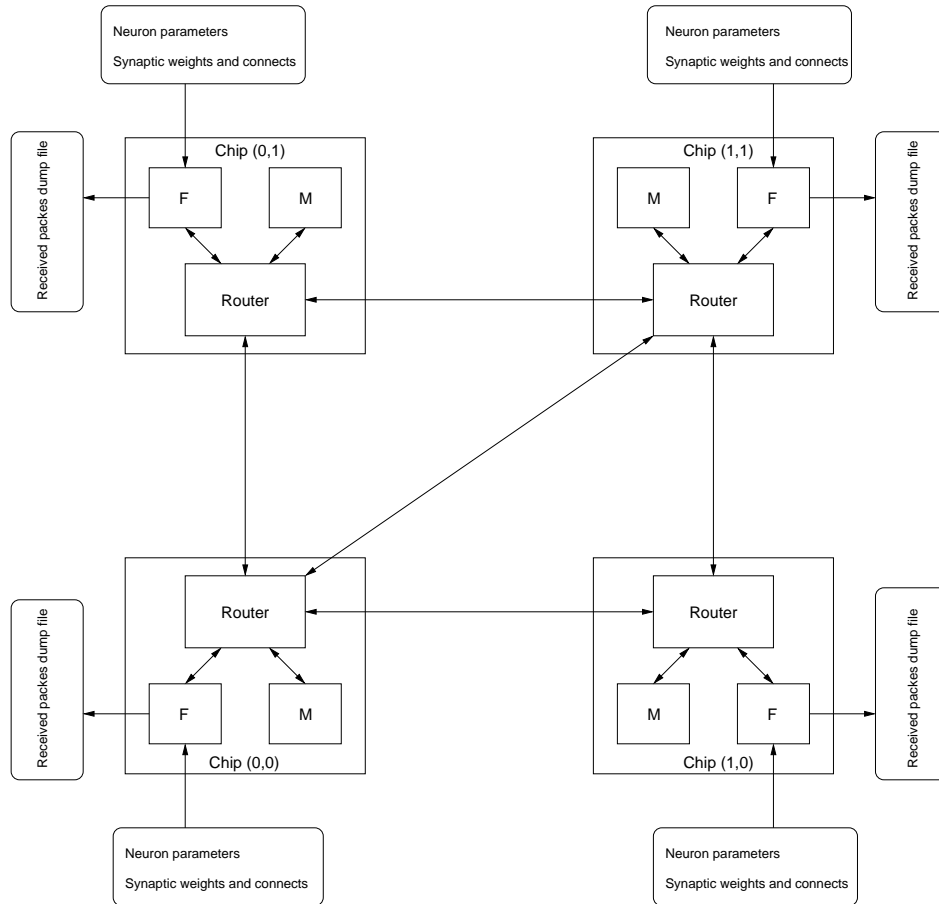 Neuron parameters
Synaptic weights and connects
Neuron parameters
Synaptic weights and connects
Received packes dump file
Chip (0,1)
F
M
Router
Chip (1,1)
M
F
Router
Received packes dump file
Received packes dump file
Router
F
M
Chip (0,0)
Router
M
F
Chip (1,0)
Received packes dump file
Neuron parameters
Synaptic weights and connects
Neuron parameters
Synaptic weights and connects